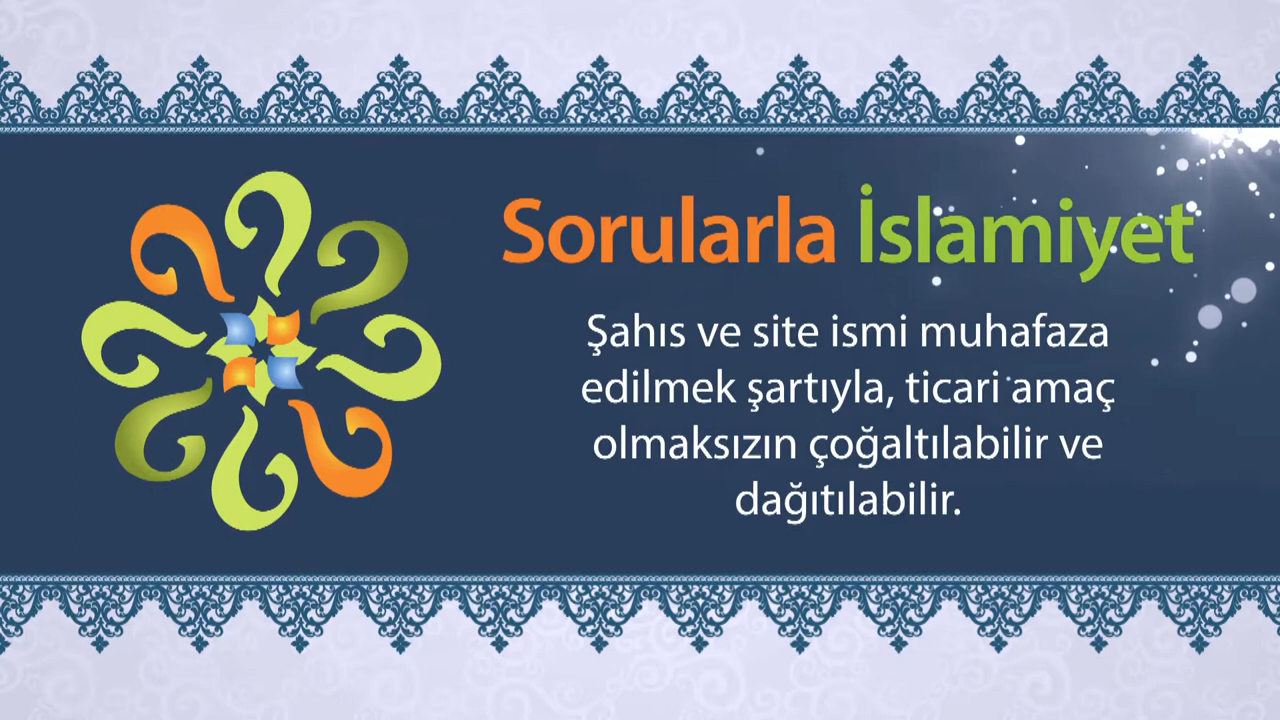 Sorularla İslamiyet
Şahıs ve site ismi muhafaza
edilmek şartıyla, ticari amaç
olmaksızın çoğaltılabilir ve
dağıtılabilir.